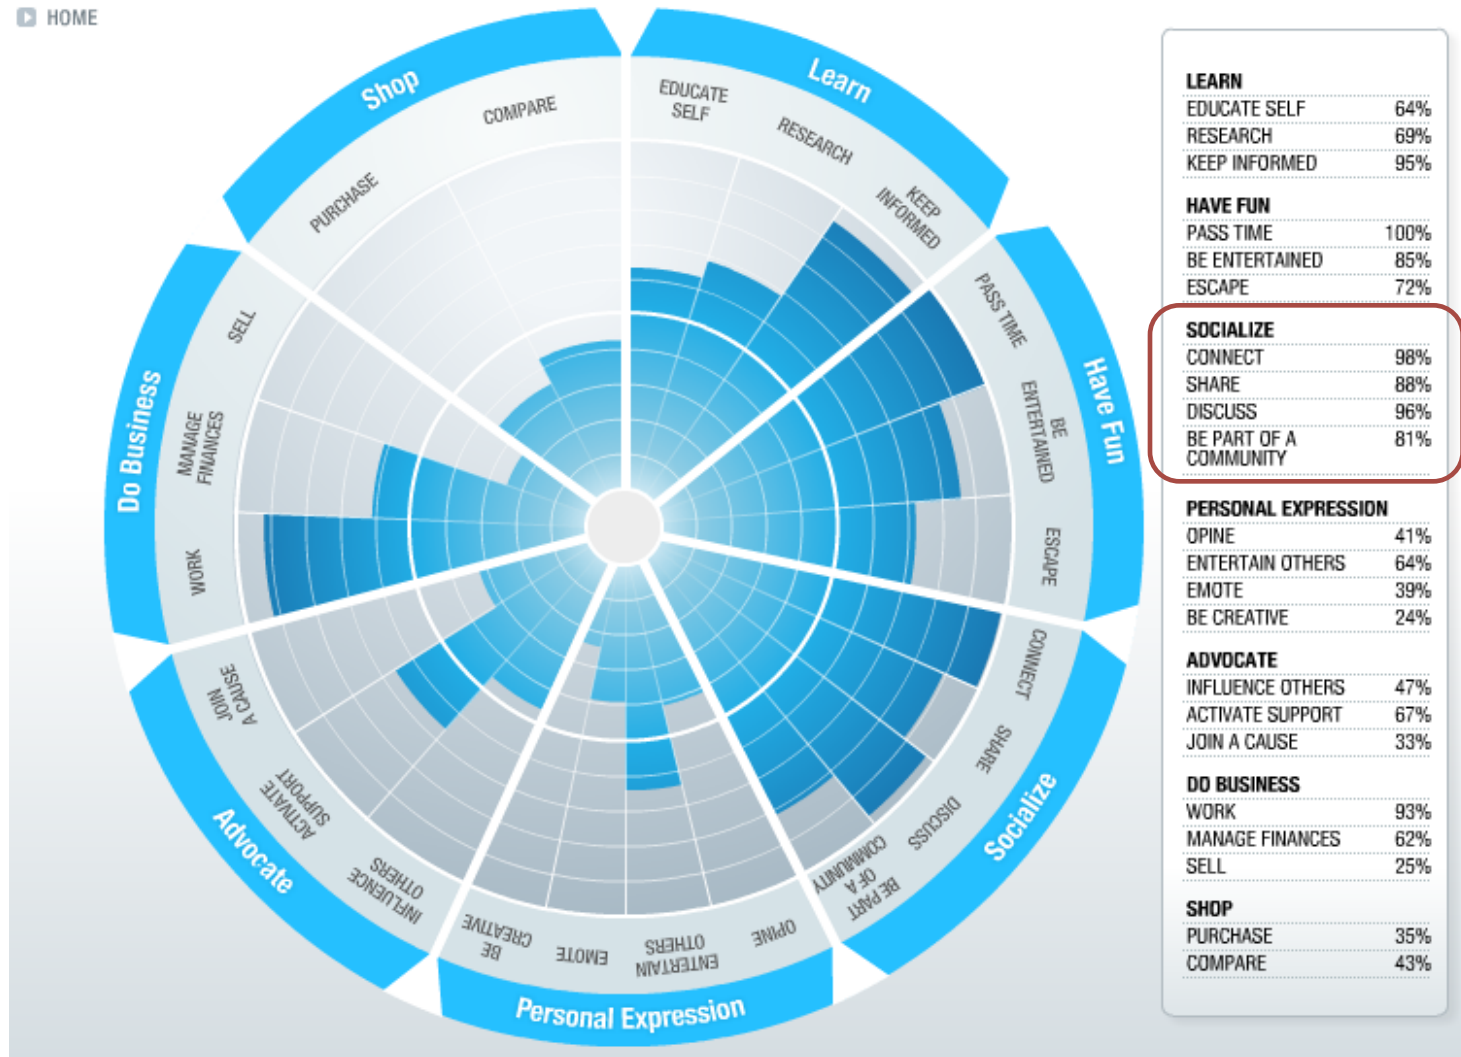 HOME
Shop
COMPARE
PURCHASE
Learn
EDUCATE
SELF
RESEARCH
KEEP
INFORMED
Have Fun
PASS TIME
BE
ENTERTAINED
ESCAPE
Socialize
CONNECT
SHARE
DISCUSS
BE PART
OF A
COMMUNITY
Personal Expression
OPINE
ENTERTAIN
OTHERS
EMOTE
BE
CREATIVE
Advocate
INFLUENCE
OTHERS
ACTIVATE
SUPPORT
JOIN
A CAUSE
Do Business
WORK
MANAGE
FINANCES
SELL
LEARN
EDUCATE SELF 64%
RESEARCH 69%
KEEP INFORMED 95%
HAVE FUN
PASS TIME 100%
BE ENTERTAINED 85%
ESCAPE 72%
SOCIALIZE
CONNECT 98%
SHARE 88%
DISCUSS 96%
BE PART OF A 81%
COMMUNITY
PERSONAL EXPRESSION
OPINE 41%
ENTERTAIN OTHERS 64%
EMOTE 39%
BE CREATIVE 24%
ADVOCATE
INFLUENCE OTHERS 47%
ACTIVATE SUPPORT 67%
JOIN A CAUSE 33%
DO BUSINESS
WORK 93%
MANAGE FINANCES 62%
SELL 25%
SHOP
PURCHASE 35%
COMPARE 43%